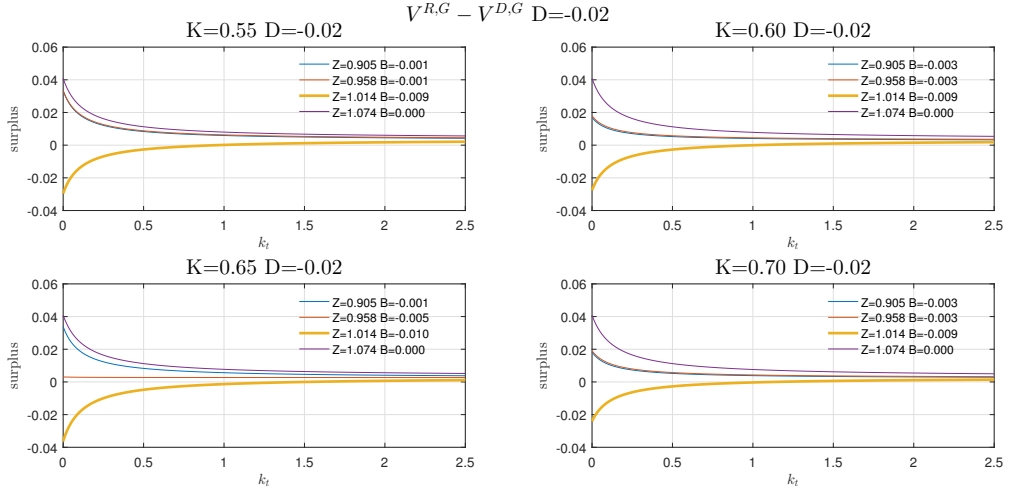 V^{R,G} − V^{D,G} D=-0.02
K=0.55 D=-0.02
0.06
0.04
0.02
0
-0.02
-0.04
surplus
0
0.5
1
1.5
2
2.5
k_t
Z=0.905 B=-0.001
Z=0.958 B=-0.001
Z=1.014 B=-0.009
Z=1.074 B=0.000
K=0.60 D=-0.02
0.06
0.04
0.02
0
-0.02
-0.04
surplus
0
0.5
1
1.5
2
2.5
k_t
Z=0.905 B=-0.003
Z=0.958 B=-0.003
Z=1.014 B=-0.009
Z=1.074 B=0.000
K=0.65 D=-0.02
0.06
0.04
0.02
0
-0.02
-0.04
surplus
0
0.5
1
1.5
2
2.5
k_t
Z=0.905 B=-0.001
Z=0.958 B=-0.005
Z=1.014 B=-0.010
Z=1.074 B=0.000
K=0.70 D=-0.02
0.06
0.04
0.02
0
-0.02
-0.04
surplus
0
0.5
1
1.5
2
2.5
k_t
Z=0.905 B=-0.003
Z=0.958 B=-0.003
Z=1.014 B=-0.009
Z=1.074 B=0.000